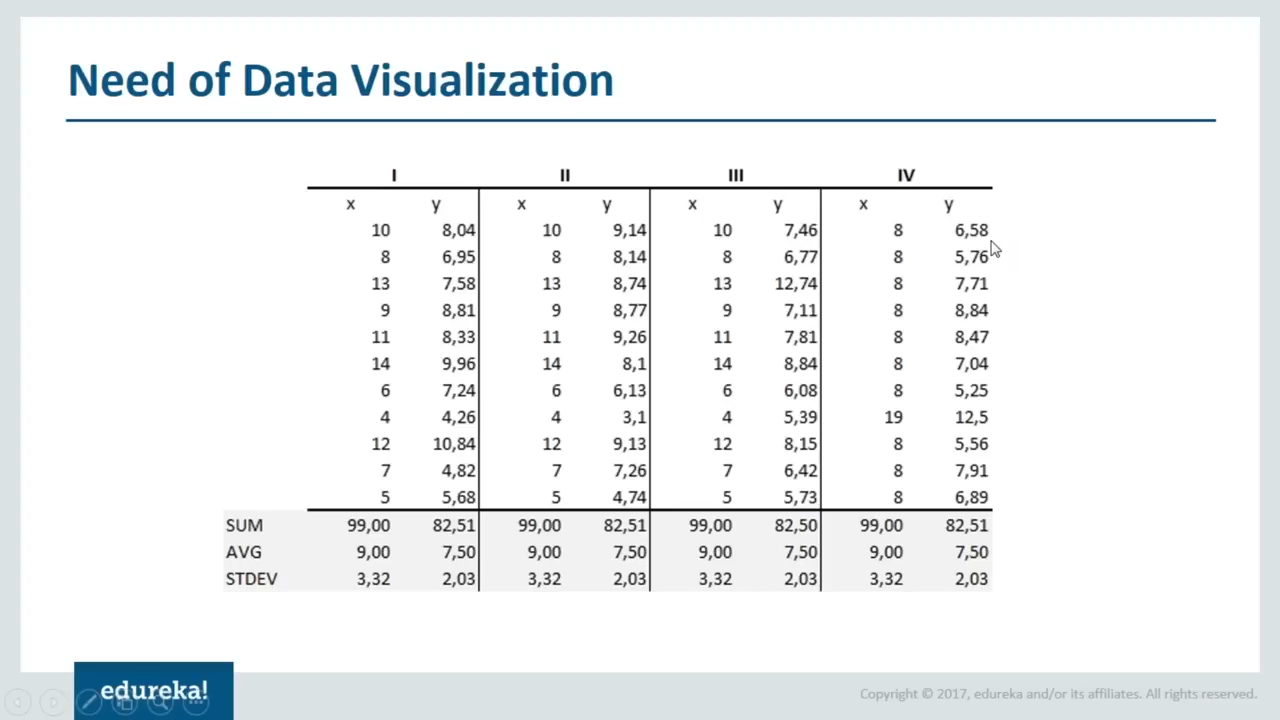 Need of Data Visualization
I II III IV
x y x y x y x y
10 8,04 10 9,14 10 7,46 8 6,58
8 6,95 8 8,14 8 6,77 8 5,76
13 7,58 13 8,74 13 12,74 8 7,71
9 8,81 9 8,77 9 7,11 8 8,84
11 8,33 11 9,26 11 7,81 8 8,47
14 9,96 14 8,1 14 8,84 8 7,04
6 7,24 6 6,13 6 6,08 8 5,25
4 4,26 4 3,1 4 5,39 19 12,5
12 10,84 12 9,13 12 8,15 8 5,56
7 4,82 7 7,26 7 6,42 8 7,91
5 5,68 5 4,74 5 5,73 8 6,89
SUM 99,00 82,51 99,00 82,51 99,00 82,50 99,00 82,51
AVG 9,00 7,50 9,00 7,50 9,00 7,50 9,00 7,50
STDEV 3,32 2,03 3,32 2,03 3,32 2,03 3,32 2,03
edureka!
Copyright © 2017, edureka and/or its affiliates. All rights reserved.